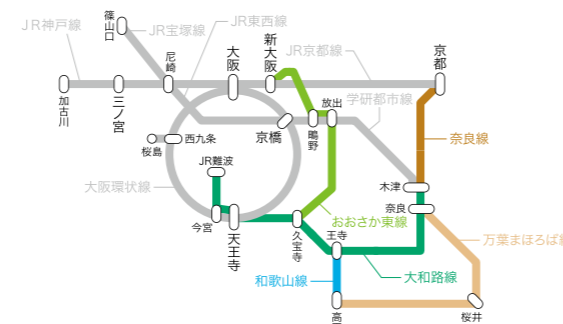 JR神戸線
篠山口
JR宝塚線
JR東西線
尼崎
大阪
新大阪
JR京都線
京都
加古川
三ノ宮
学研都市線
放出
鴫野
京橋
桜島
西九条
奈良線
JR難波
大阪環状線
木津
奈良
今宮
天王寺
久宝寺
おおさか東線
王寺
万葉まほろば線
和歌山線
大和路線
桜井